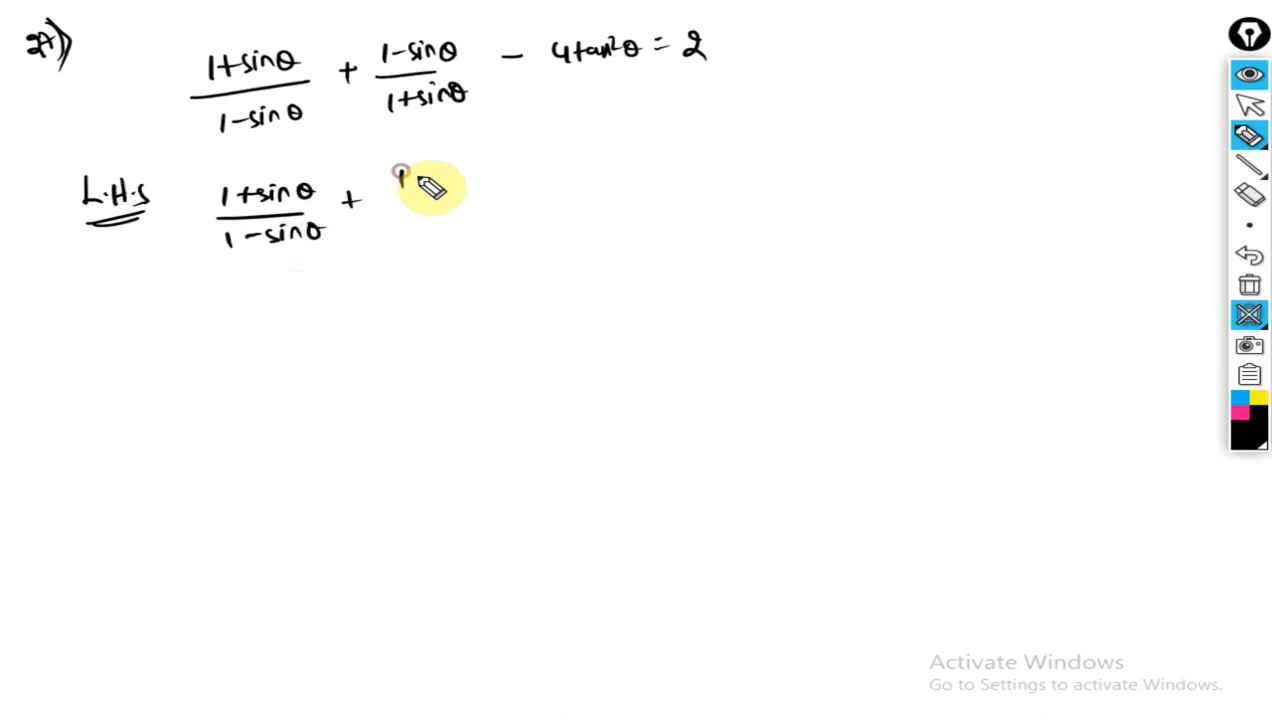 1+sinθ/1-sinθ + 1-sinθ/1+sinθ - 4tan²θ = 2
L.H.S 1+sinθ/1-sinθ + 1
Activate Windows
Go to Settings to activate Windows.